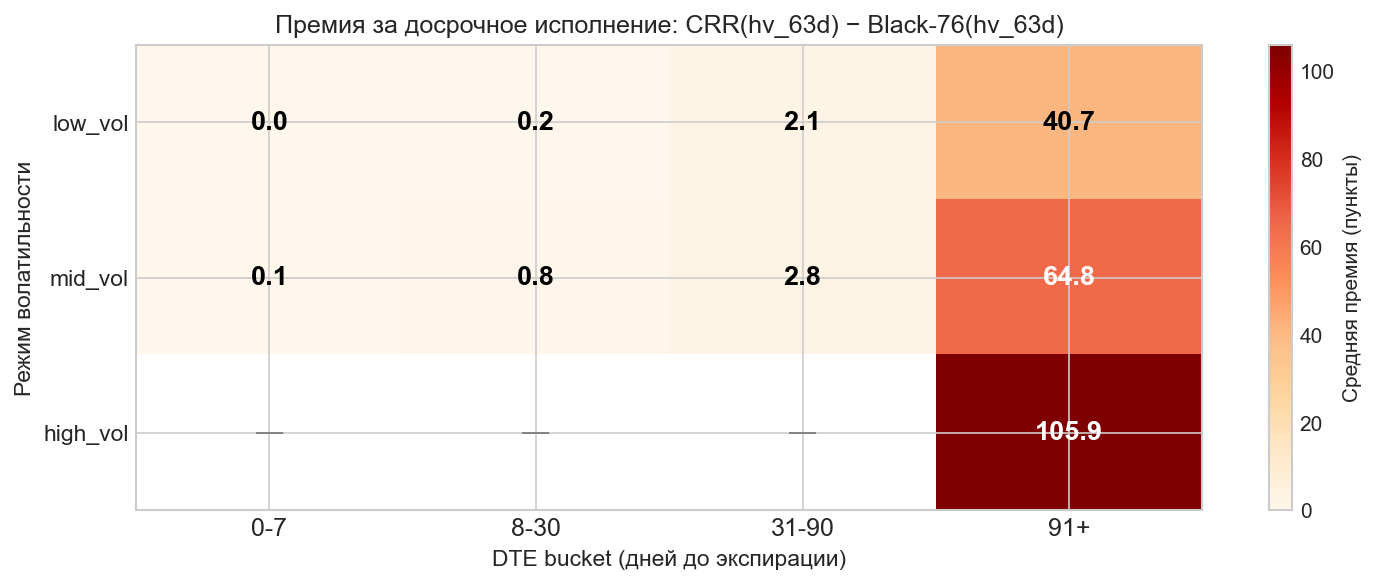 Премия за досрочное исполнение: CRR(hv_63d) − Black-76(hv_63d)
Режим волатильности
low_vol
0.0 0.2 2.1 40.7
mid_vol
0.1 0.8 2.8 64.8
high_vol
— — — 105.9
0-7 8-30 31-90 91+
DTE bucket (дней до экспирации)
100
80
60
40
20
0
Средняя премия (пункты)